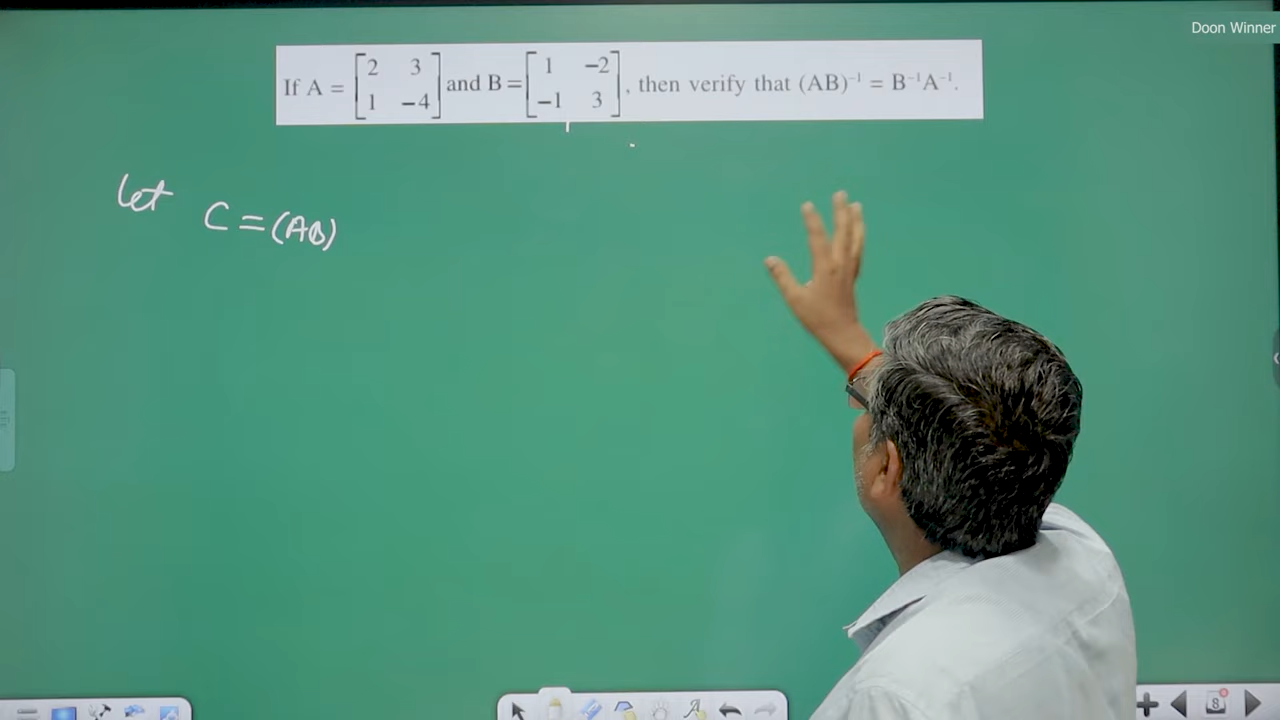 Doon Winner
If A = [2 3; 1 −4] and B = [1 −2; −1 3], then verify that (AB)⁻¹ = B⁻¹A⁻¹.
Let C = (AB)
8